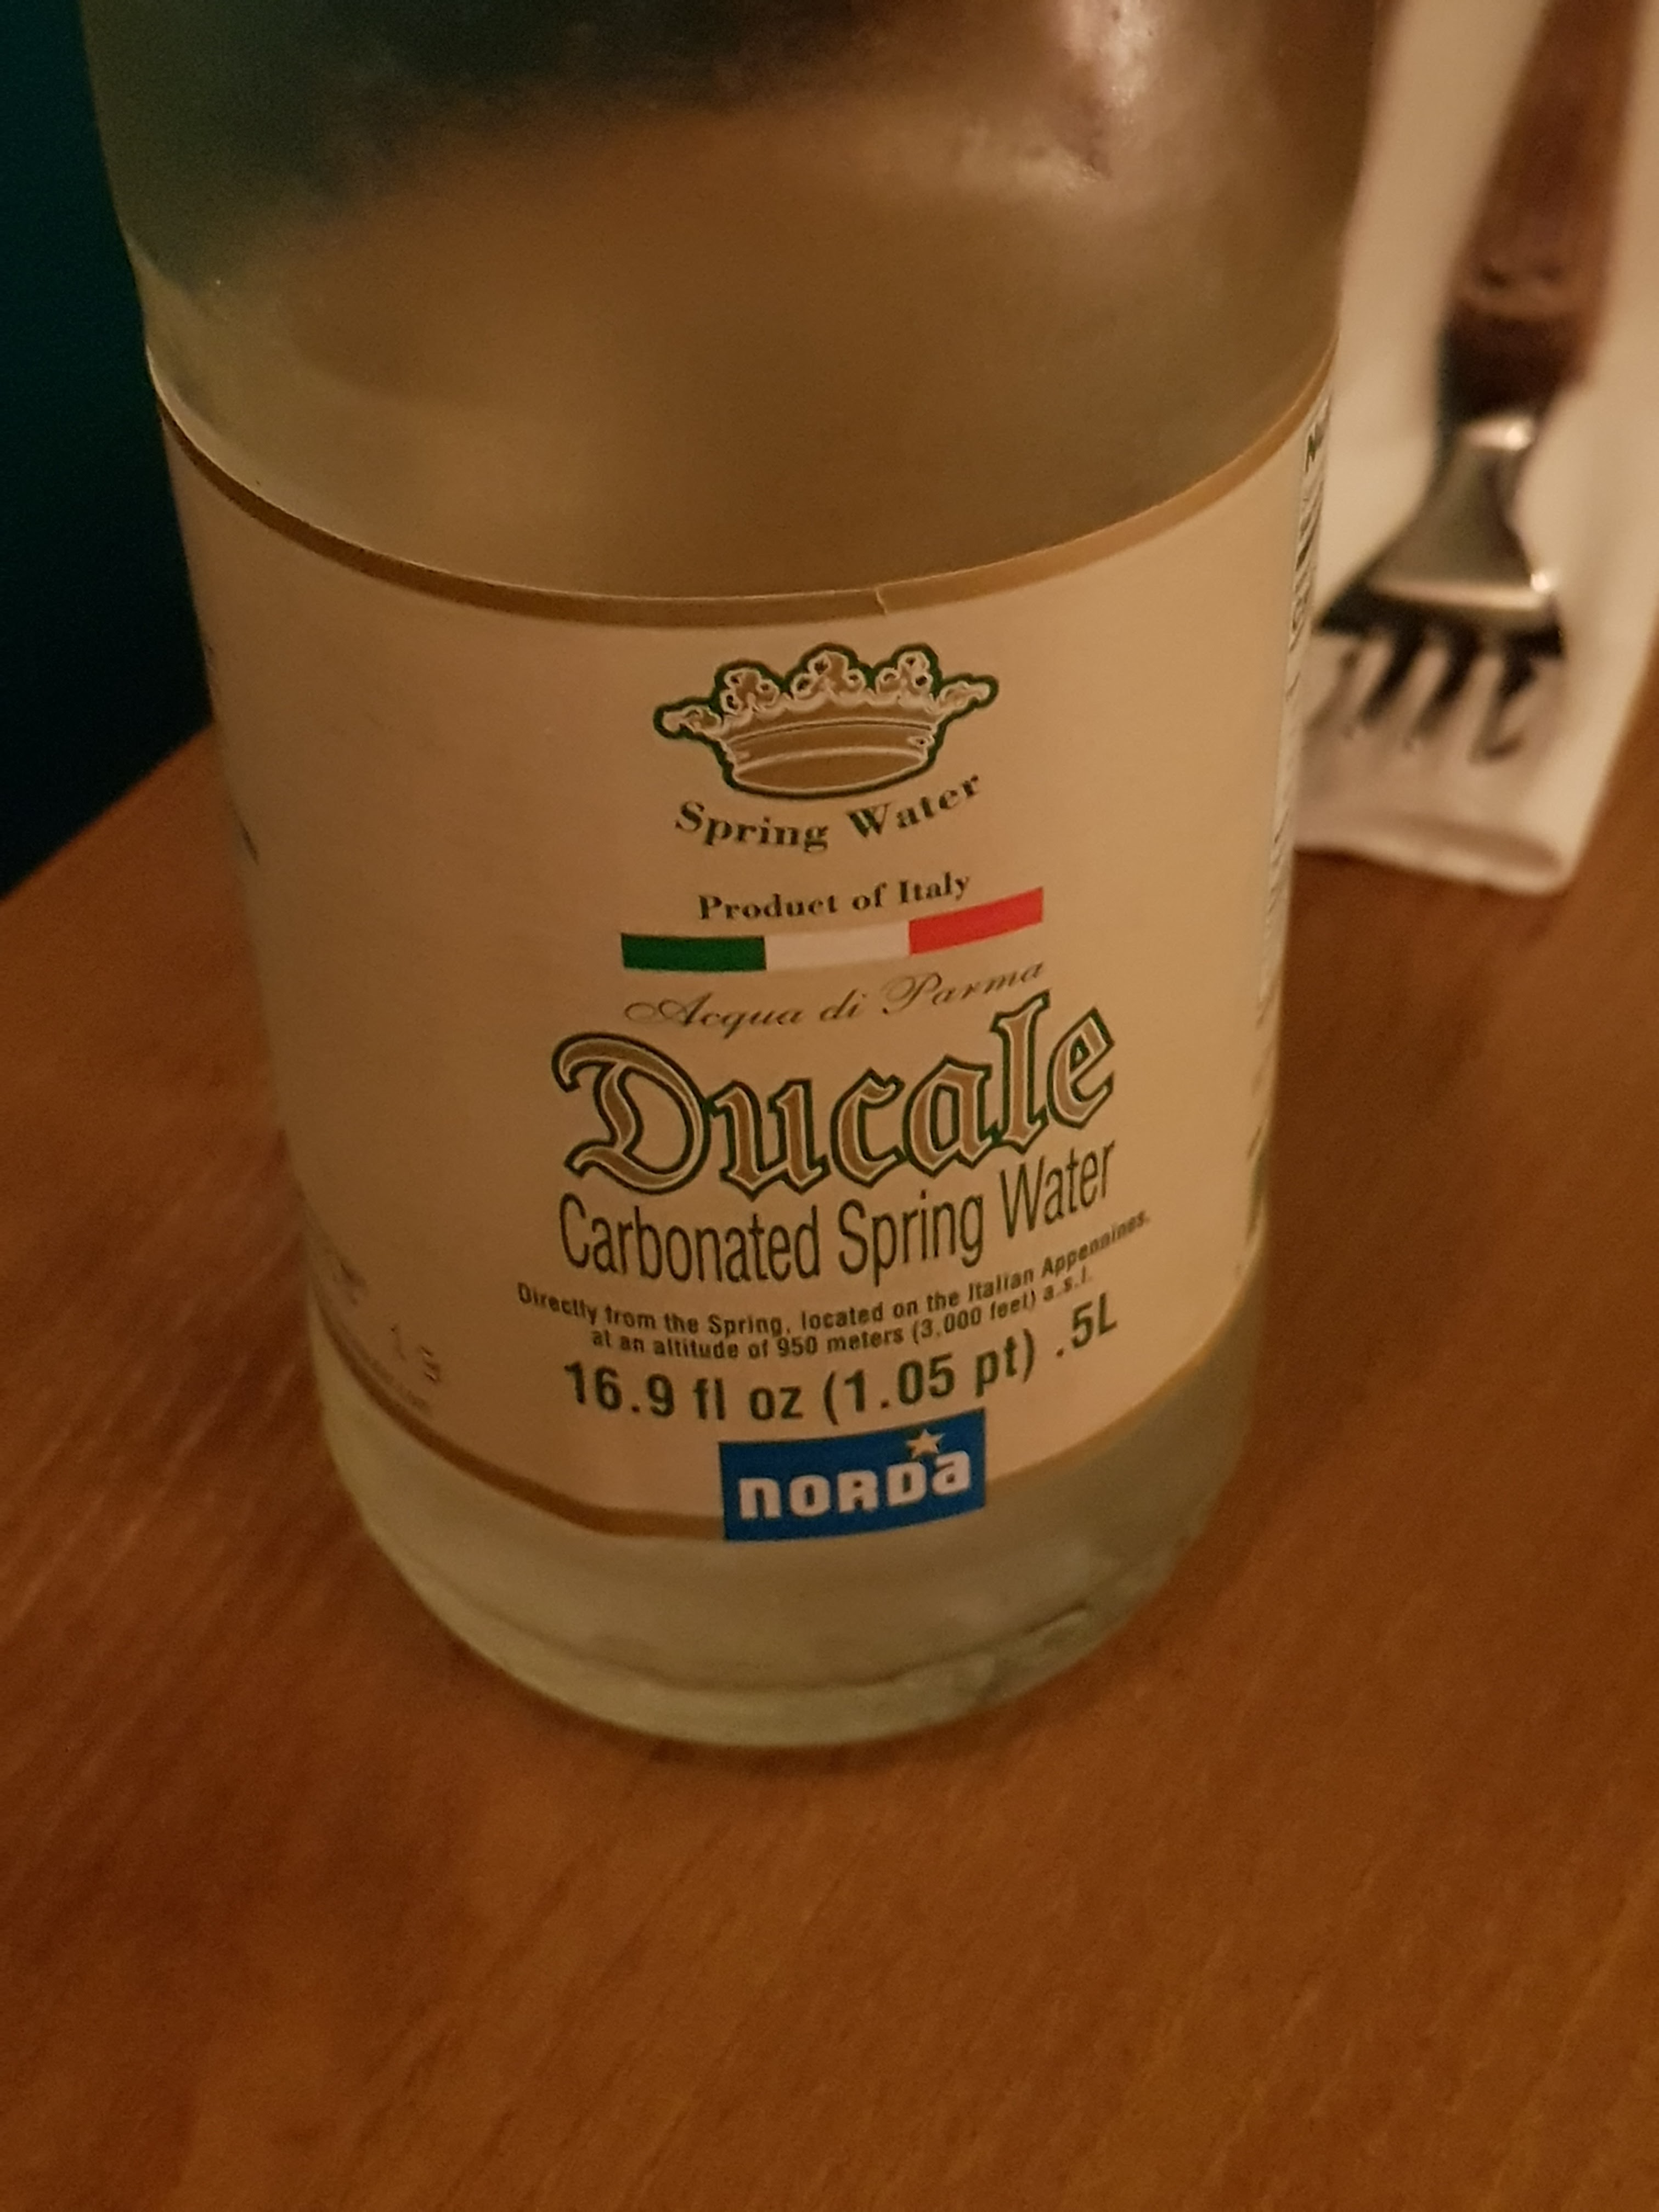 Spring Water
Product of Italy
Acqua di Parma
Ducale
Carbonated Spring Water
Directly from the Spring, located on the Italian Appennines.
at an altitude of 950 meters (3.000 feet) a.s.l.
16.9 fl oz (1.05 pt) .5L
NORDA